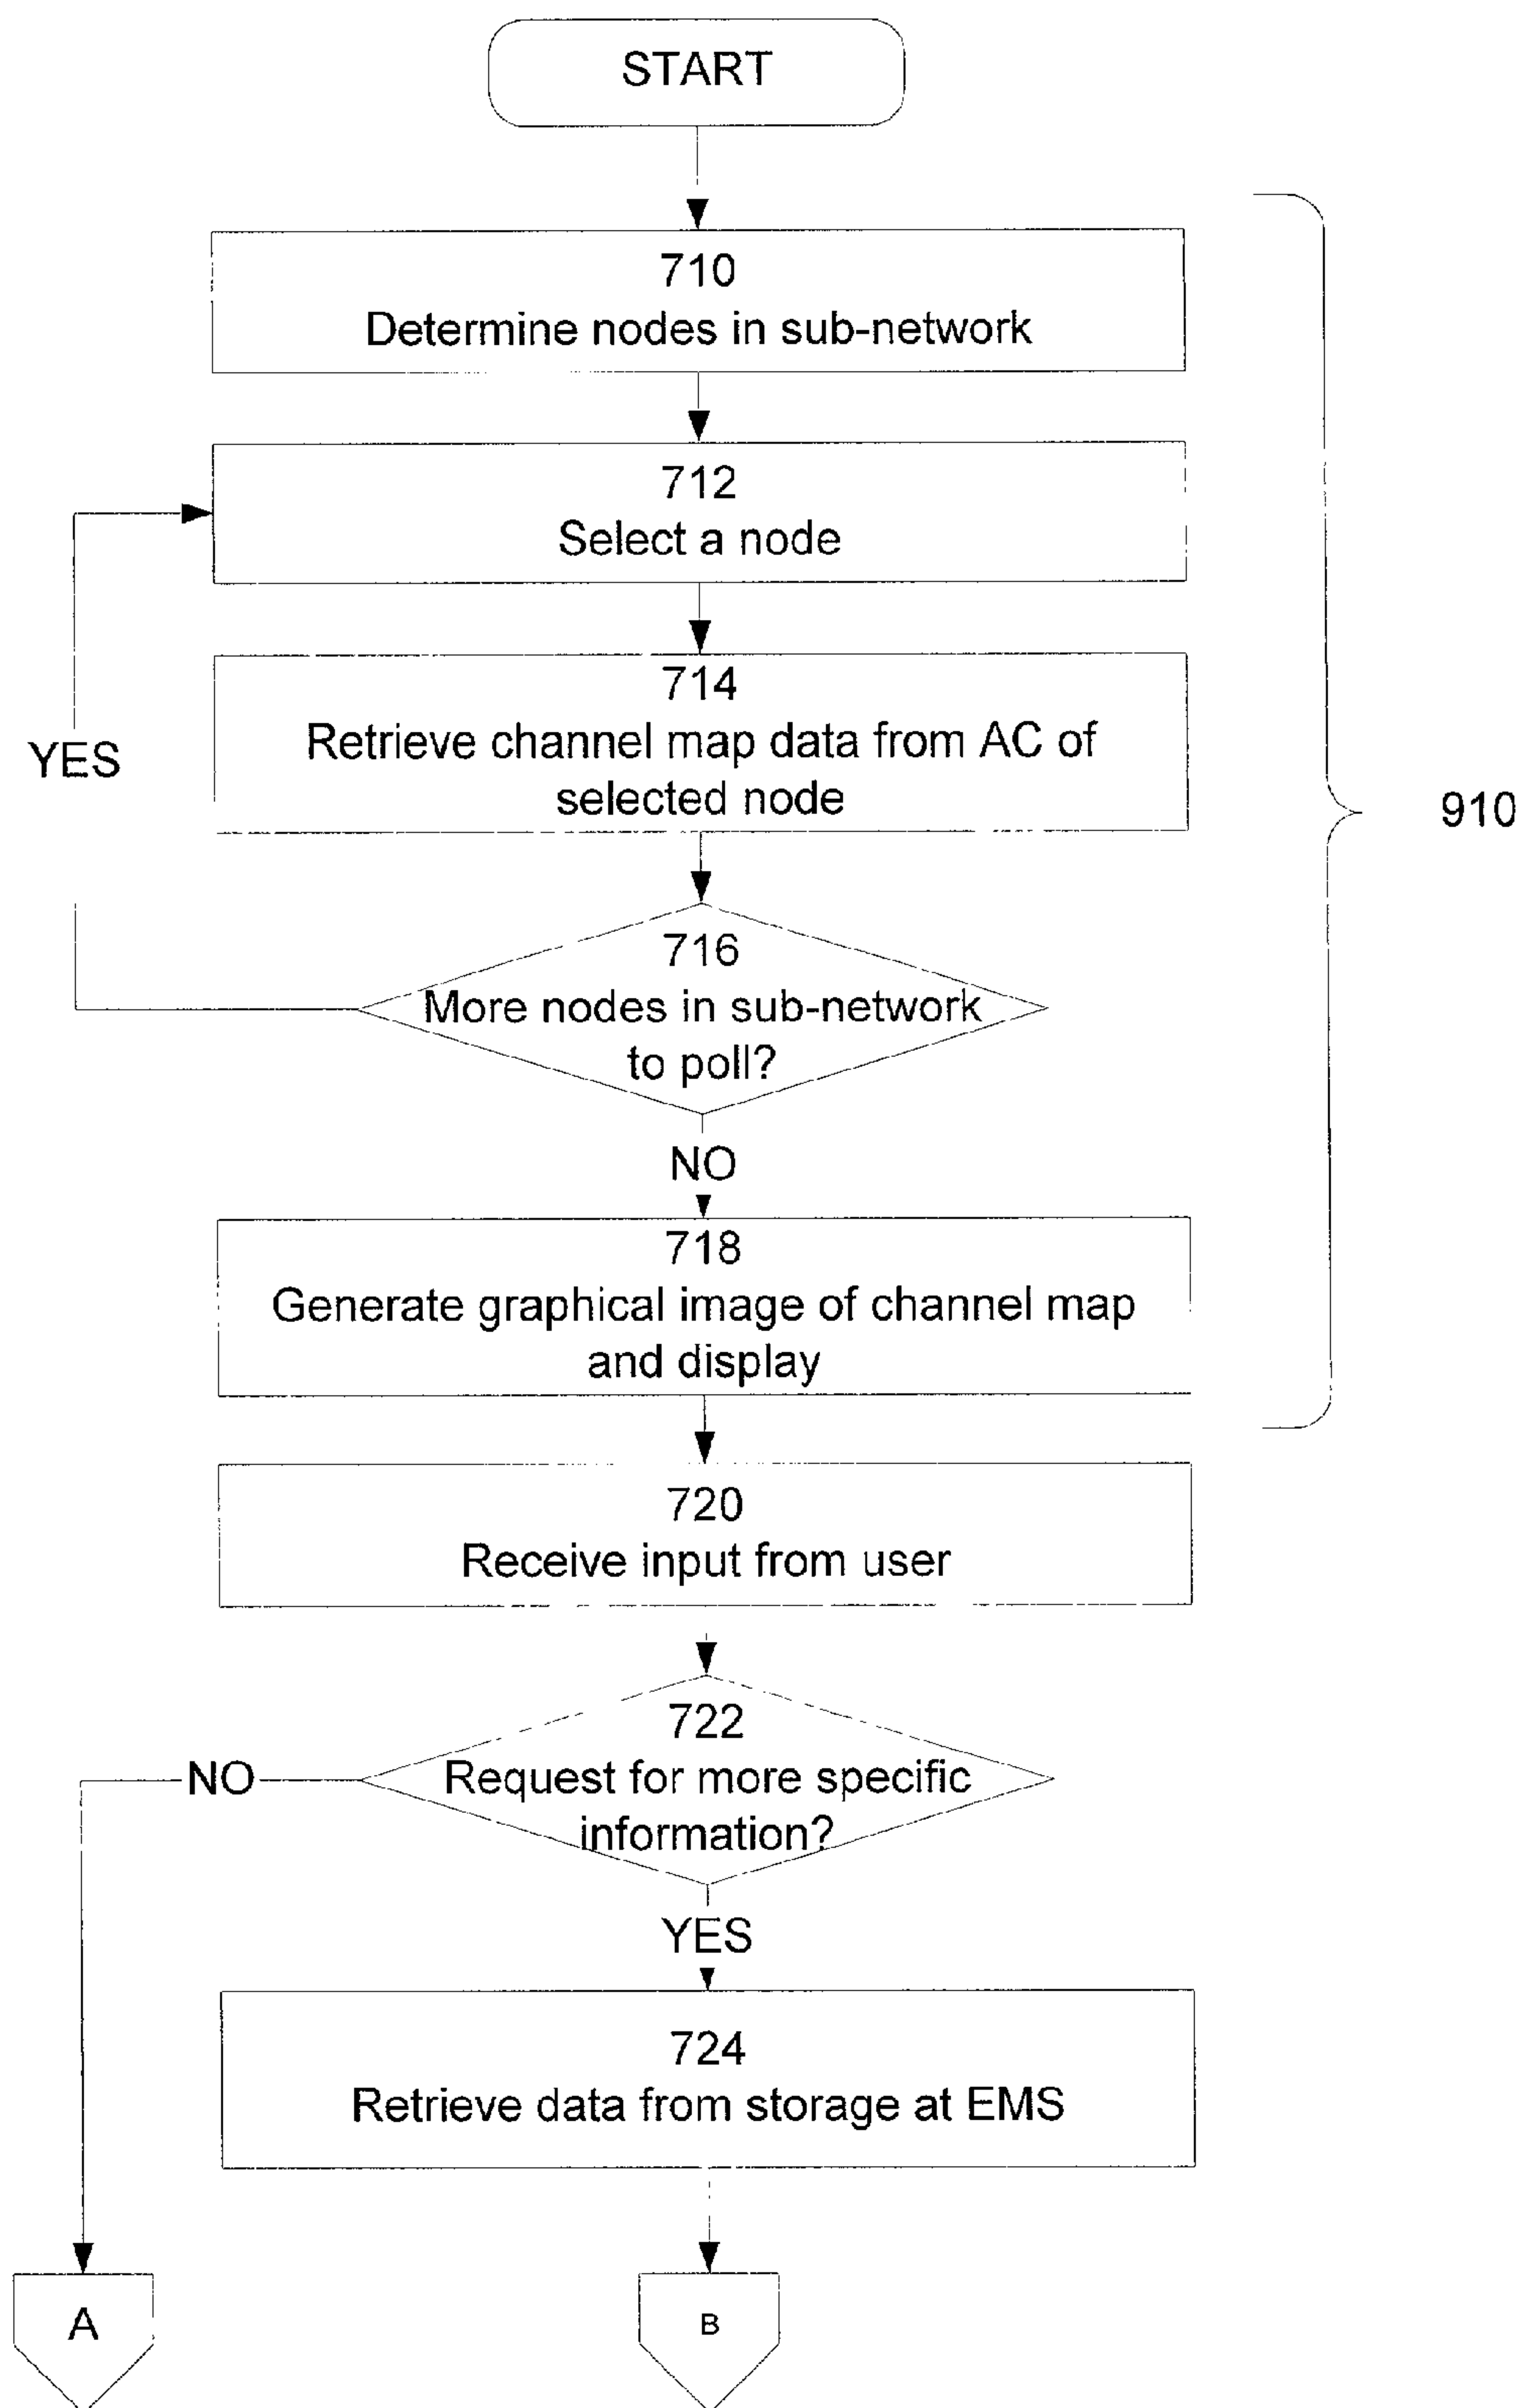 START
710
Determine nodes in sub-network
712
Select a node
714
Retrieve channel map data from AC of
selected node
YES
910
716
More nodes in sub-network
to poll?
NO
718
Generate graphical image of channel map
and display
720
Receive input from user
722
Request for more specific
information?
NO
YES
724
Retrieve data from storage at EMS
A
B